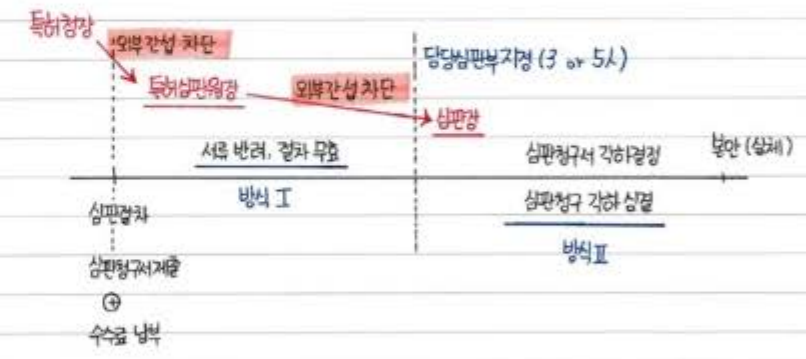 특허청장
외부간섭 차단
담당심판부지정 (3 or 5人)
특허심판원장
외부간섭 차단
심판장
서류 반려, 절차 무효
심판청구서 각하결정
본안 (실체)
방식 I
심판청구 각하 심결
심판절차
방식 II
심판청구서제출
⊕
수수료 납부